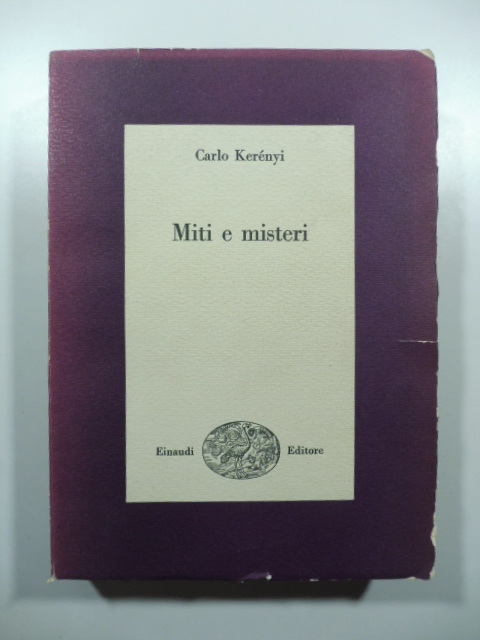 Carlo Kerényi
Miti e misteri
Einaudi Editore